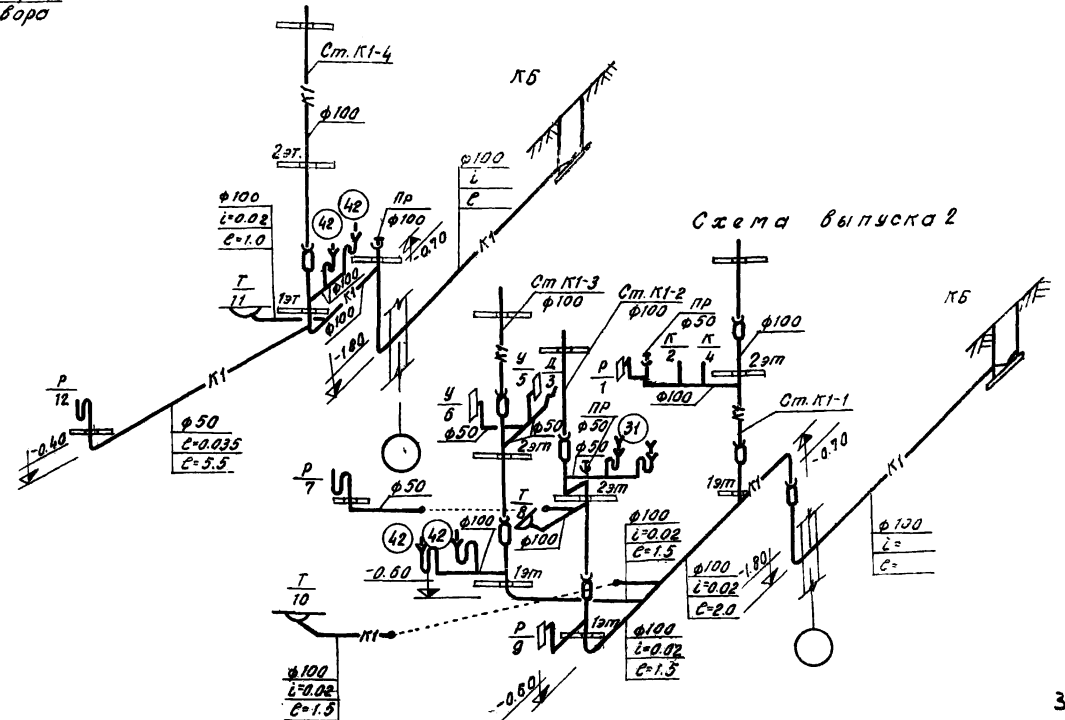 вора
Ст. К1-4
К1
ф100
2эт.
ф100
i=0.02
ℓ=1.0
42
42
Пр
ф100
-0.70
Т
11
1эт
ф100
К1
ф100
-1.80
ф100
i
ℓ
К1
КБ
Р
12
-0.40
К1
ф50
ℓ=0.035
ℓ=5.5
Схема выпуска 2
Ст К1-3
ф100
К1
Ст. К1-2
ф100
У
5
Д
3
У
6
ф50
ф50
2эт
ПР
ф50
ф50
31
2эт
Р
7
ф50
Т
8
ф100
42
42
ф100
-0.60
1эт
Т
10
К1
ф100
i=0.02
ℓ=1.5
Р
9
1эт
-0.60
ф100
i=0.02
ℓ=1.5
ф100
i=0.02
ℓ=1.5
ф100
i=0.02
ℓ=2.0
Р
1
ПР
ф50
К
2
К
4
ф100
ф100
2эт
К1
Ст. К1-1
1эт
К1
-0.70
-1.80
К1
КБ
ф100
i=
ℓ=
3